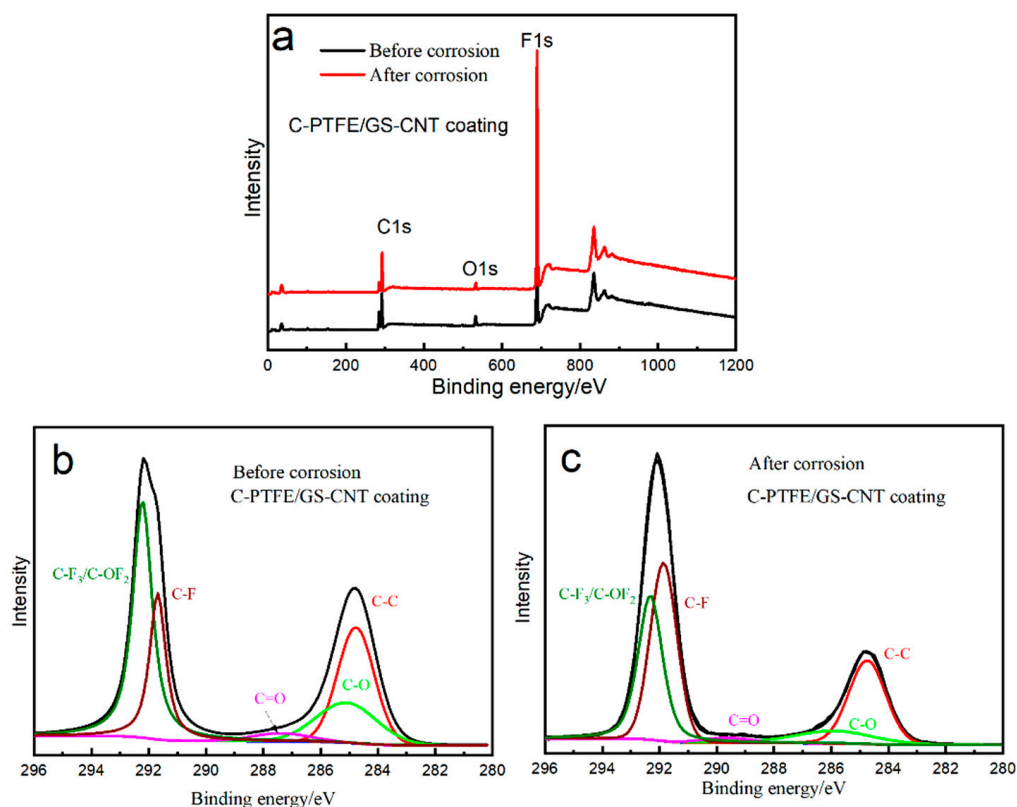 a
Before corrosion
After corrosion
F1s
C-PTFE/GS-CNT coating
C1s
O1s
Intensity
0 200 400 600 800 1000 1200
Binding energy/eV
b
Before corrosion
C-PTFE/GS-CNT coating
C-F₃/C-OF₂
C-F
C-C
C-O
C=O
Intensity
296 294 292 290 288 286 284 282 280
Binding energy/eV
c
After corrosion
C-PTFE/GS-CNT coating
C-F₃/C-OF₂
C-F
C-C
C=O
C-O
Intensity
296 294 292 290 288 286 284 282 280
Binding energy/eV